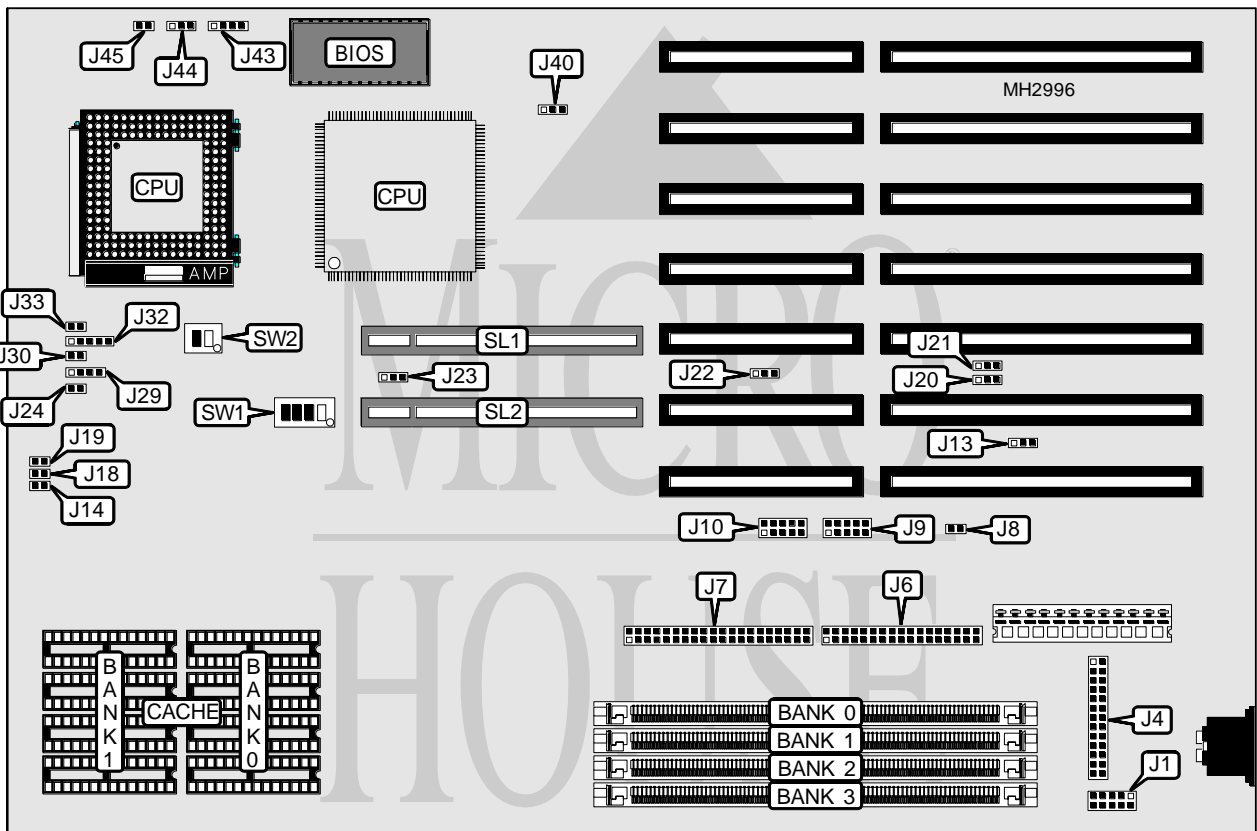 J45
J44
J43
BIOS
J40
MH2996
CPU
CPU
AMP
J33
J32
SW2
SL1
J30
J23
J22
J21
J20
J24
J29
SW1
SL2
J13
J19
J18
J14
J10
J9
J8
MICRO
HOUSE
®
J7
J6
BANK 1
CACHE
BANK 0
BANK 0
BANK 1
BANK 2
BANK 3
J4
J1